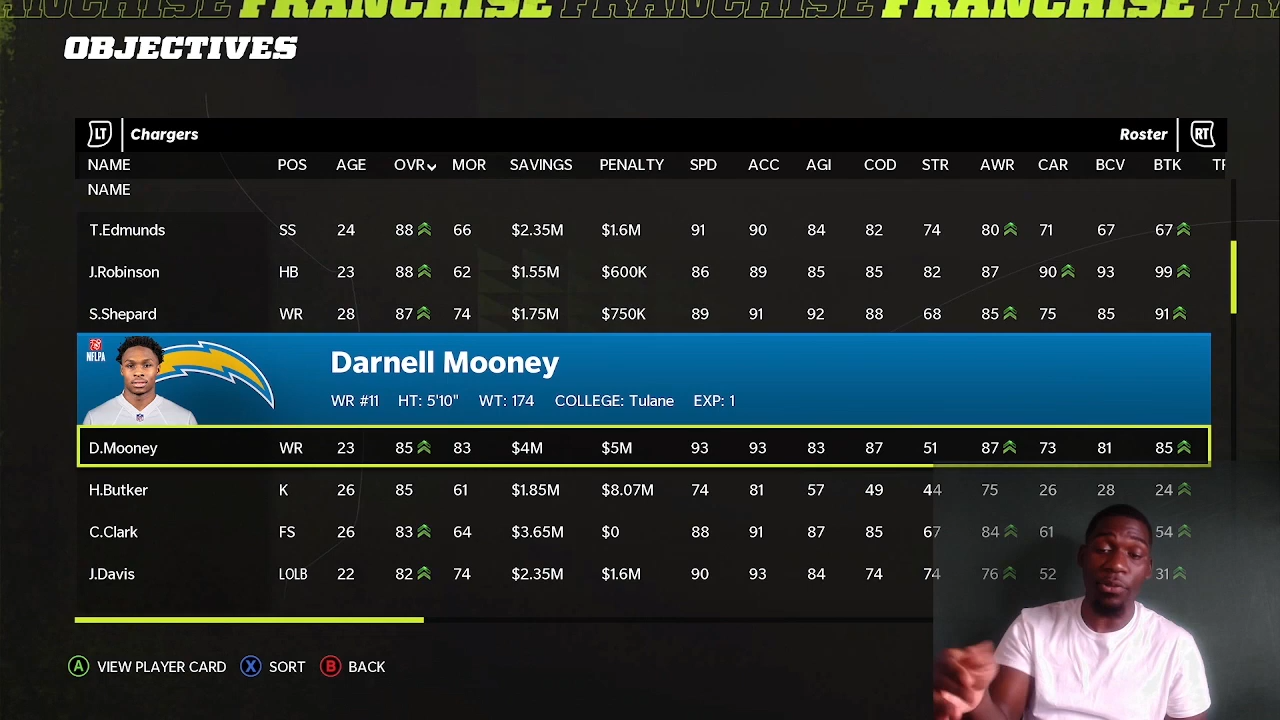 FRANCHISE FRANCHISE FRANCHISE FRANCHISE FR
OBJECTIVES
LT Chargers Roster RT
NAME POS AGE OVR MOR SAVINGS PENALTY SPD ACC AGI COD STR AWR CAR BCV BTK
NAME
T.Edmunds SS 24 88 66 $2.35M $1.6M 91 90 84 82 74 80 71 67 67
J.Robinson HB 23 88 62 $1.55M $600K 86 89 85 85 82 87 90 93 99
S.Shepard WR 28 87 74 $1.75M $750K 89 91 92 88 68 85 75 85 91
NFLPA
Darnell Mooney
WR #11 HT: 5'10" WT: 174 COLLEGE: Tulane EXP: 1
D.Mooney WR 23 85 83 $4M $5M 93 93 83 87 51 87 73 81 85
H.Butker K 26 85 61 $1.85M $8.07M 74 81 57 49 44 75 26 28 24
C.Clark FS 26 83 64 $3.65M $0 88 91 87 85 67 84 61 54
J.Davis LOLB 22 82 74 $2.35M $1.6M 90 93 84 74 74 76 52 31
A VIEW PLAYER CARD X SORT B BACK